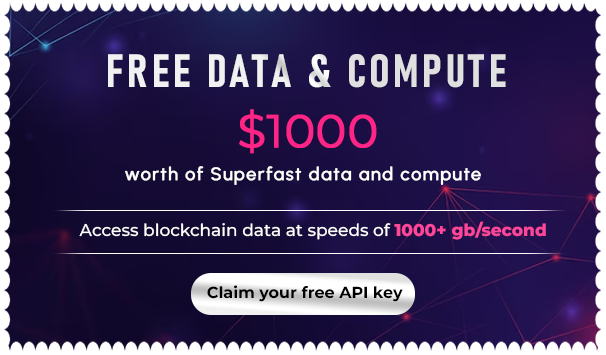 FREE DATA & COMPUTE
$1000
worth of Superfast data and compute
Access blockchain data at speeds of 1000+ gb/second
Claim your free API key